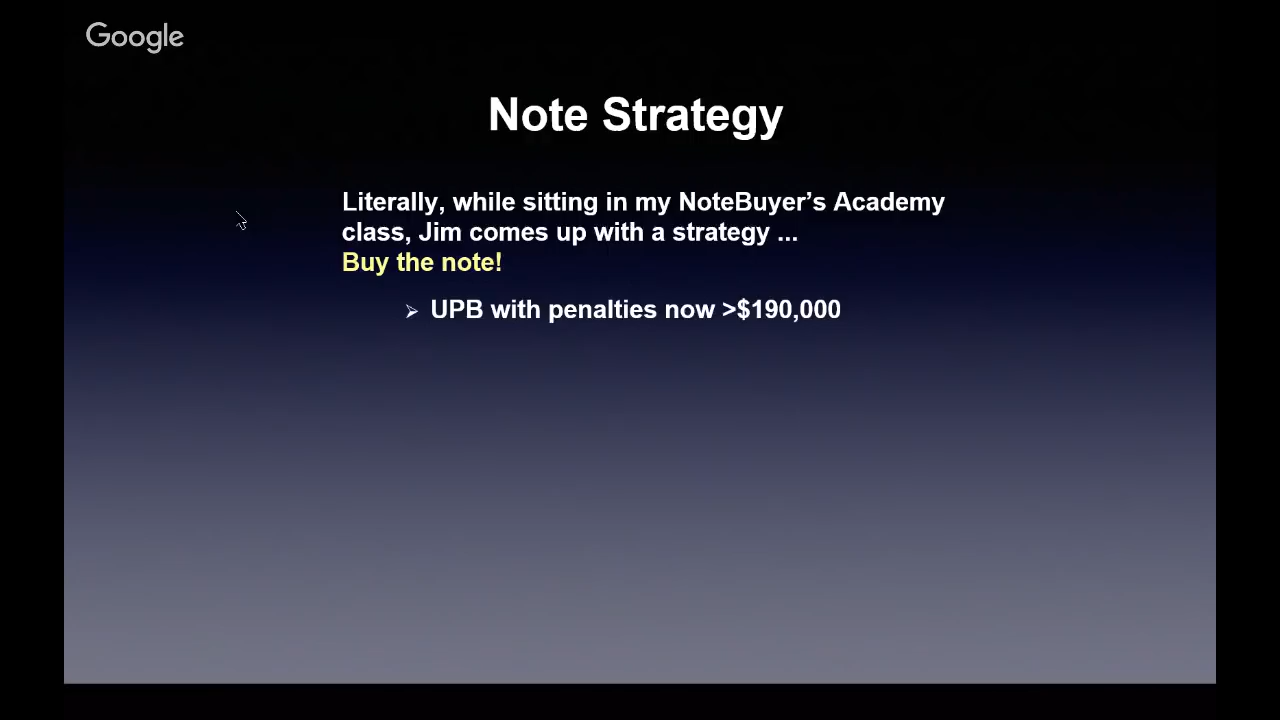 Google
Note Strategy
Literally, while sitting in my NoteBuyer’s Academy
class, Jim comes up with a strategy ...
Buy the note!
➢ UPB with penalties now >$190,000